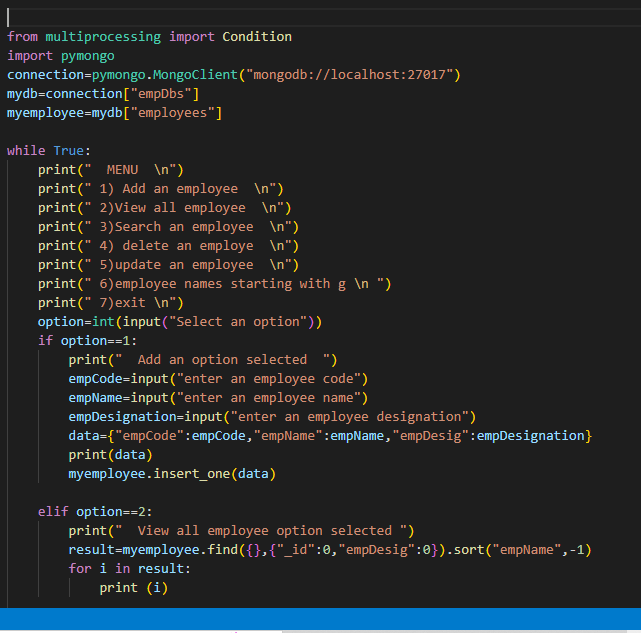 from multiprocessing import Condition
import pymongo
connection=pymongo.MongoClient("mongodb://localhost:27017")
mydb=connection["empDbs"]
myemployee=mydb["employees"]
while True:
    print("  MENU  \n")
    print(" 1) Add an employee  \n")
    print(" 2)View all employee  \n")
    print(" 3)Search an employee  \n")
    print(" 4) delete an employe  \n")
    print(" 5)update an employee  \n")
    print(" 6)employee names starting with g \n ")
    print(" 7)exit \n")
    option=int(input("Select an option"))
    if option==1:
        print("  Add an option selected  ")
        empCode=input("enter an employee code")
        empName=input("enter an employee name")
        empDesignation=input("enter an employee designation")
        data={"empCode":empCode,"empName":empName,"empDesig":empDesignation}
        print(data)
        myemployee.insert_one(data)
    elif option==2:
        print("  View all employee option selected ")
        result=myemployee.find({},{"_id":0,"empDesig":0}).sort("empName",-1)
        for i in result:
            print (i)